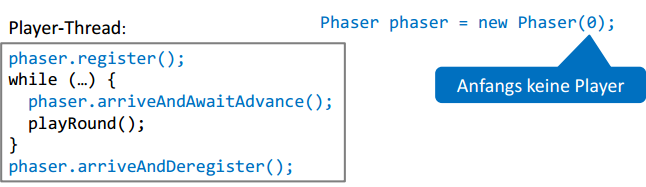 Player-Thread:
Phaser phaser = new Phaser(0);
phaser.register();
while (…) {
phaser.arriveAndAwaitAdvance();
playRound();
}
phaser.arriveAndDeregister();
Anfangs keine Player